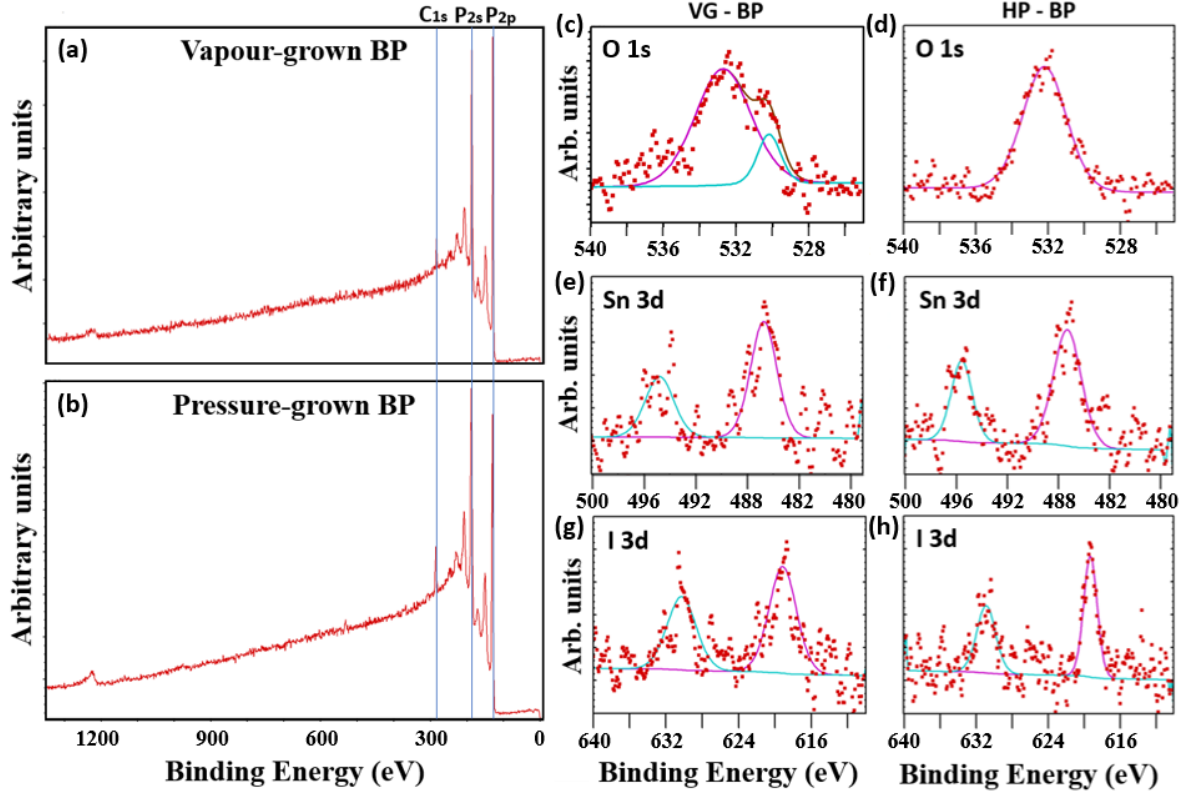 C1s P2s P2p
(a)
Vapour-grown BP
Arbitrary units
(b)
Pressure-grown BP
Arbitrary units
1200 900 600 300 0
Binding Energy (eV)
VG - BP
HP - BP
(c)
O 1s
Arb. units
540 536 532 528
(d)
O 1s
540 536 532 528
(e)
Sn 3d
Arb. units
500 496 492 488 482 480
(f)
Sn 3d
500 496 492 488 482 480
(g)
I 3d
Arb. units
640 632 624 616
Binding Energy (eV)
(h)
I 3d
640 632 624 616
Binding Energy (eV)